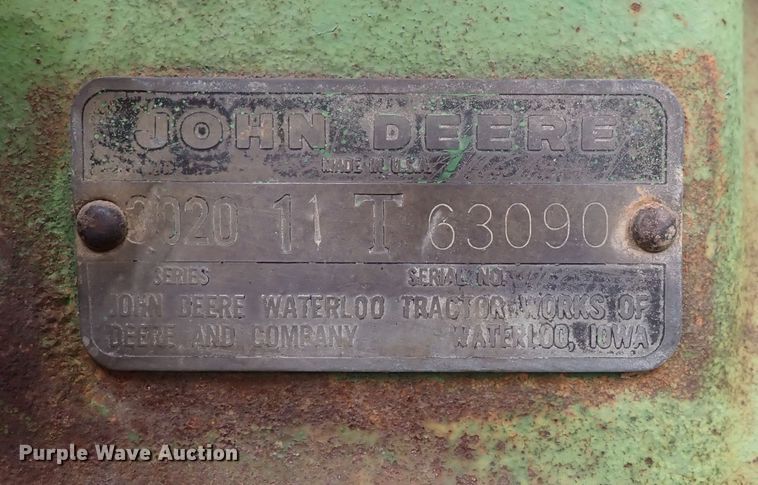 JOHN DEERE
MADE IN U.S.A.
3020 11 T 63090
SERIES SERIAL NO.
JOHN DEERE WATERLOO TRACTOR WORKS OF
DEERE AND COMPANY WATERLOO, IOWA
Purple Wave Auction